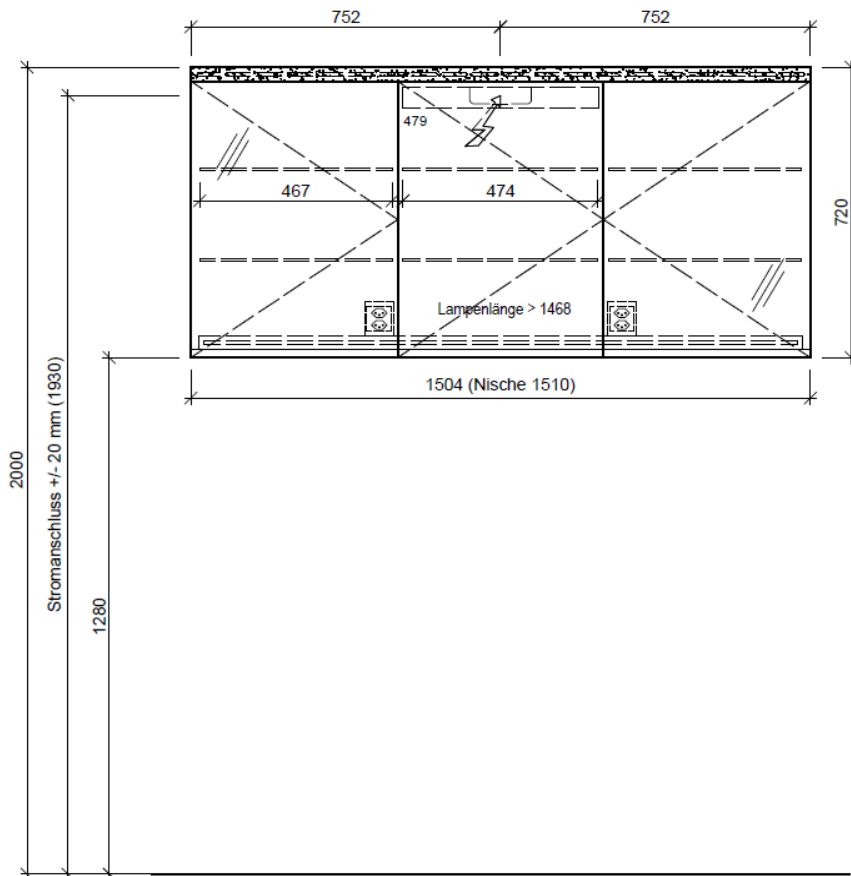 752
752
479
467
474
720
Lampenlänge > 1468
1504 (Nische 1510)
2000
Stromanschluss +/- 20 mm (1930)
1280